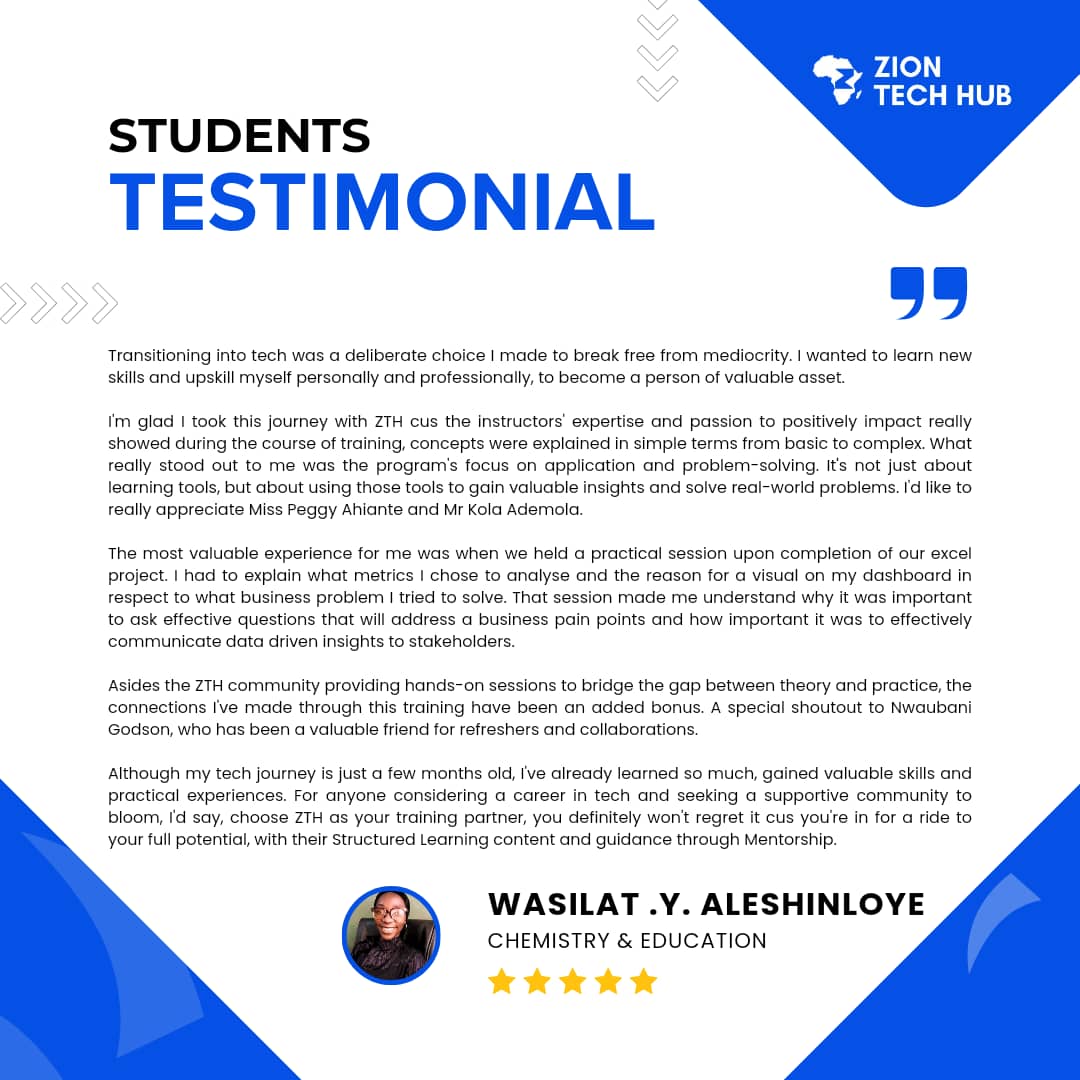 ZION
TECH HUB
STUDENTS
TESTIMONIAL
Transitioning into tech was a deliberate choice I made to break free from mediocrity. I wanted to learn new
skills and upskill myself personally and professionally, to become a person of valuable asset.
I'm glad I took this journey with ZTH cus the instructors' expertise and passion to positively impact really
showed during the course of training, concepts were explained in simple terms from basic to complex. What
really stood out to me was the program's focus on application and problem-solving. It's not just about
learning tools, but about using those tools to gain valuable insights and solve real-world problems. I'd like to
really appreciate Miss Peggy Ahiante and Mr Kola Ademola.
The most valuable experience for me was when we held a practical session upon completion of our excel
project. I had to explain what metrics I chose to analyse and the reason for a visual on my dashboard in
respect to what business problem I tried to solve. That session made me understand why it was important
to ask effective questions that will address a business pain points and how important it was to effectively
communicate data driven insights to stakeholders.
Asides the ZTH community providing hands-on sessions to bridge the gap between theory and practice, the
connections I've made through this training have been an added bonus. A special shoutout to Nwaubani
Godson, who has been a valuable friend for refreshers and collaborations.
Although my tech journey is just a few months old, I've already learned so much, gained valuable skills and
practical experiences. For anyone considering a career in tech and seeking a supportive community to
bloom, I'd say, choose ZTH as your training partner, you definitely won't regret it cus you're in for a ride to
your full potential, with their Structured Learning content and guidance through Mentorship.
WASILAT .Y. ALESHINLOYE
CHEMISTRY & EDUCATION